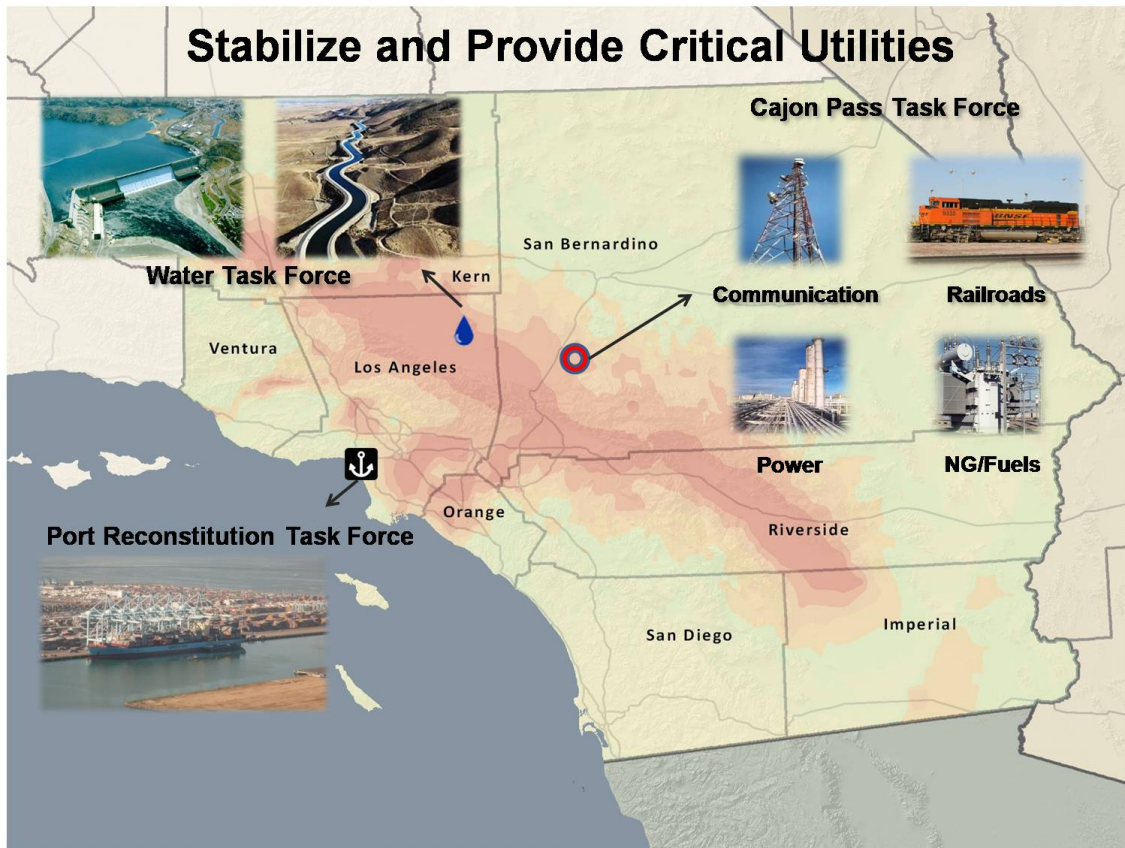 Stabilize and Provide Critical Utilities
Cajon Pass Task Force
San Bernardino
Water Task Force
Kern
Communication
Railroads
BNSF
Ventura
Los Angeles
Power
NG/Fuels
Orange
Riverside
Port Reconstitution Task Force
San Diego
Imperial